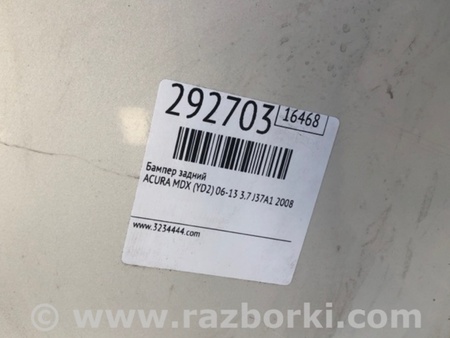 292703
16468
Бампер задний
ACURA MDX (YD2) 06-13 3.7 J37A1 2008
www.3234444.com
© www.razborki.com